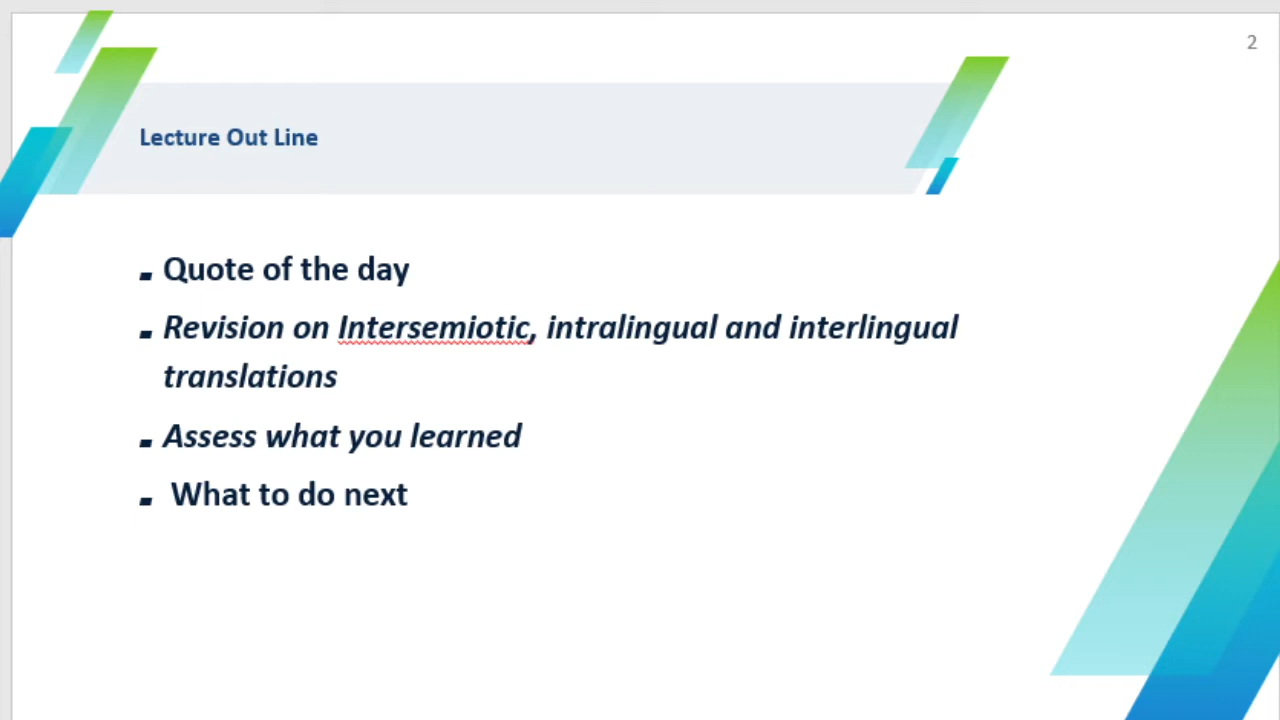 2
Lecture Out Line
Quote of the day
Revision on Intersemiotic, intralingual and interlingual
translations
Assess what you learned
What to do next